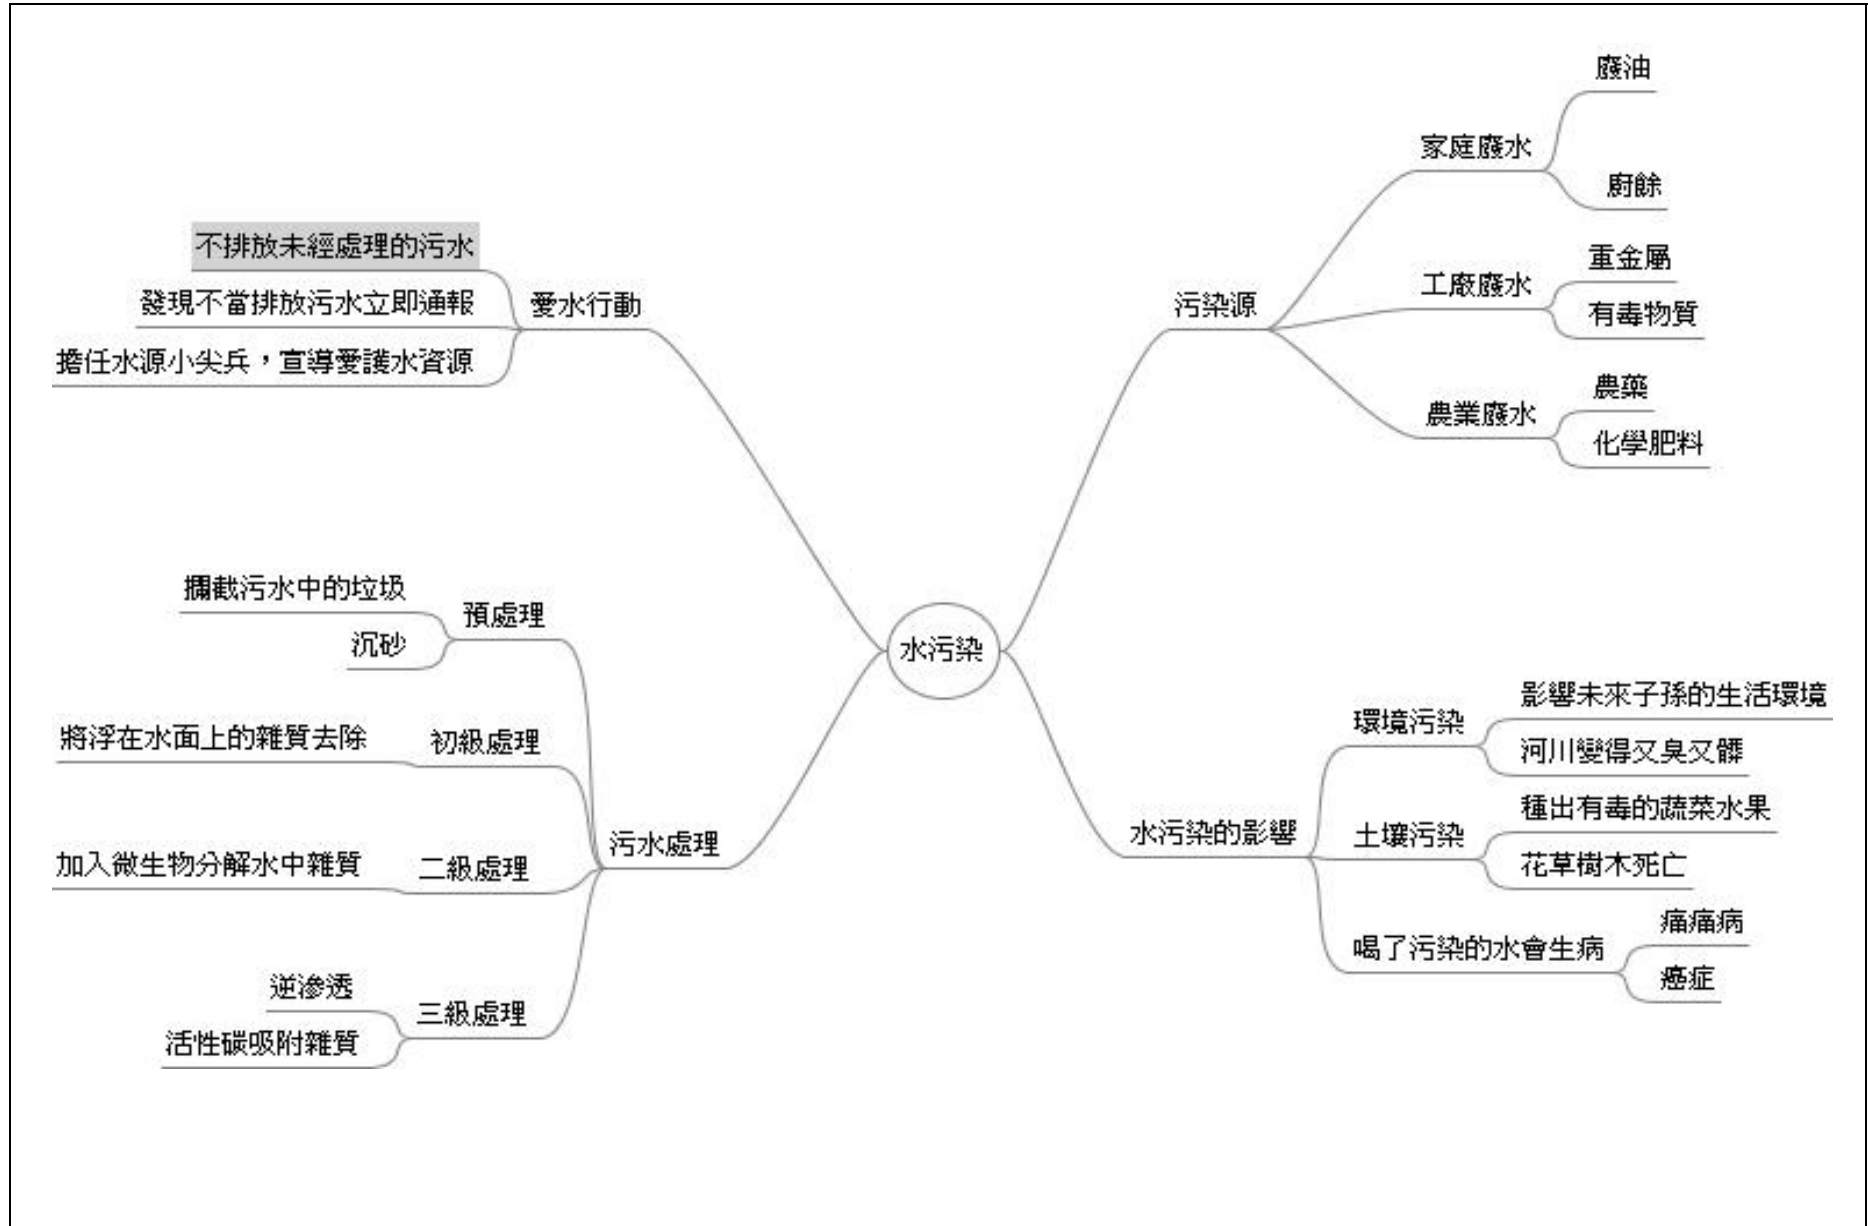 水污染
污染源
家庭廢水
廢油
廚餘
工廠廢水
重金屬
有毒物質
農業廢水
農藥
化學肥料
水污染的影響
環境污染
影響未來子孫的生活環境
河川變得又臭又髒
土壤污染
種出有毒的蔬菜水果
花草樹木死亡
喝了污染的水會生病
痛痛病
癌症
愛水行動
不排放未經處理的污水
發現不當排放污水立即通報
擔任水源小尖兵，宣導愛護水資源
污水處理
預處理
攔截污水中的垃圾
沉砂
初級處理
將浮在水面上的雜質去除
二級處理
加入微生物分解水中雜質
三級處理
逆滲透
活性碳吸附雜質